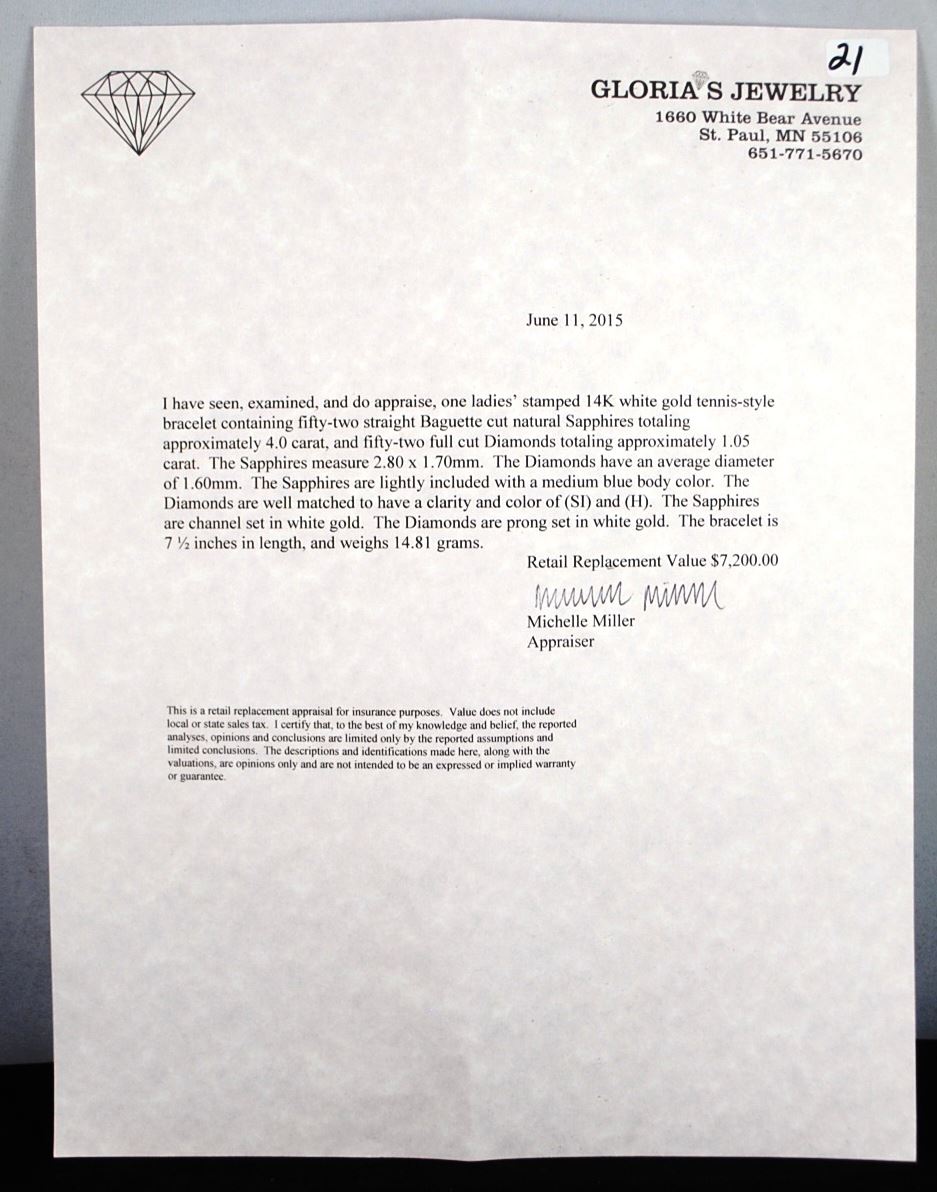 21
GLORIA'S JEWELRY
1660 White Bear Avenue
St. Paul, MN 55106
651-771-5670
June 11, 2015
I have seen, examined, and do appraise, one ladies' stamped 14K white gold tennis-style
bracelet containing fifty-two straight Baguette cut natural Sapphires totaling
approximately 4.0 carat, and fifty-two full cut Diamonds totaling approximately 1.05
carat. The Sapphires measure 2.80 x 1.70mm. The Diamonds have an average diameter
of 1.60mm. The Sapphires are lightly included with a medium blue body color. The
Diamonds are well matched to have a clarity and color of (SI) and (H). The Sapphires
are channel set in white gold. The Diamonds are prong set in white gold. The bracelet is
7 ½ inches in length, and weighs 14.81 grams.
Retail Replacement Value $7,200.00
Michelle Miller
Appraiser
This is a retail replacement appraisal for insurance purposes. Value does not include
local or state sales tax. I certify that, to the best of my knowledge and belief, the reported
analyses, opinions and conclusions are limited only by the reported assumptions and
limited conclusions. The descriptions and identifications made here, along with the
valuations, are opinions only and are not intended to be an expressed or implied warranty
or guarantee.